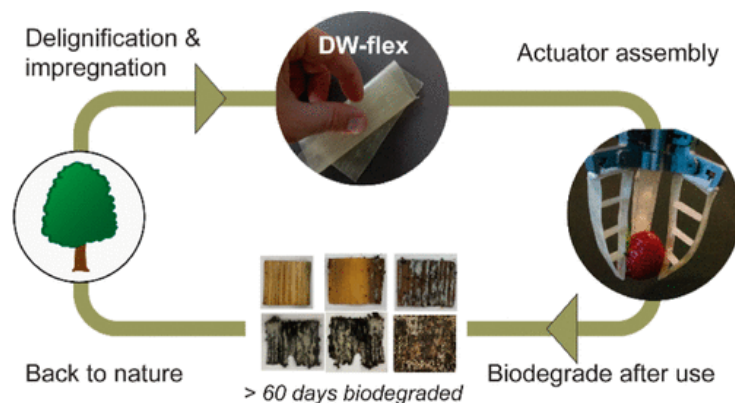 Delignification &
impregnation
DW-flex
Actuator assembly
Back to nature
> 60 days biodegraded
Biodegrade after use